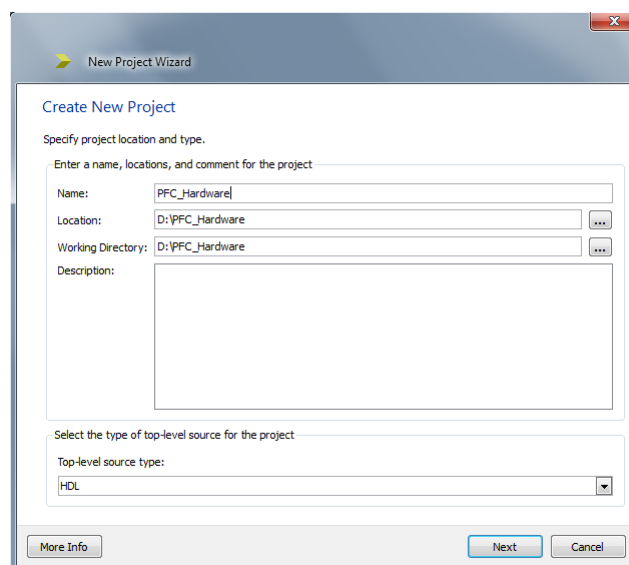 New Project Wizard
Create New Project
Specify project location and type.
Enter a name, locations, and comment for the project
Name: PFC_Hardware
Location: D:\PFC_Hardware ...
Working Directory: D:\PFC_Hardware ...
Description:
Select the type of top-level source for the project
Top-level source type:
HDL
More Info Next Cancel